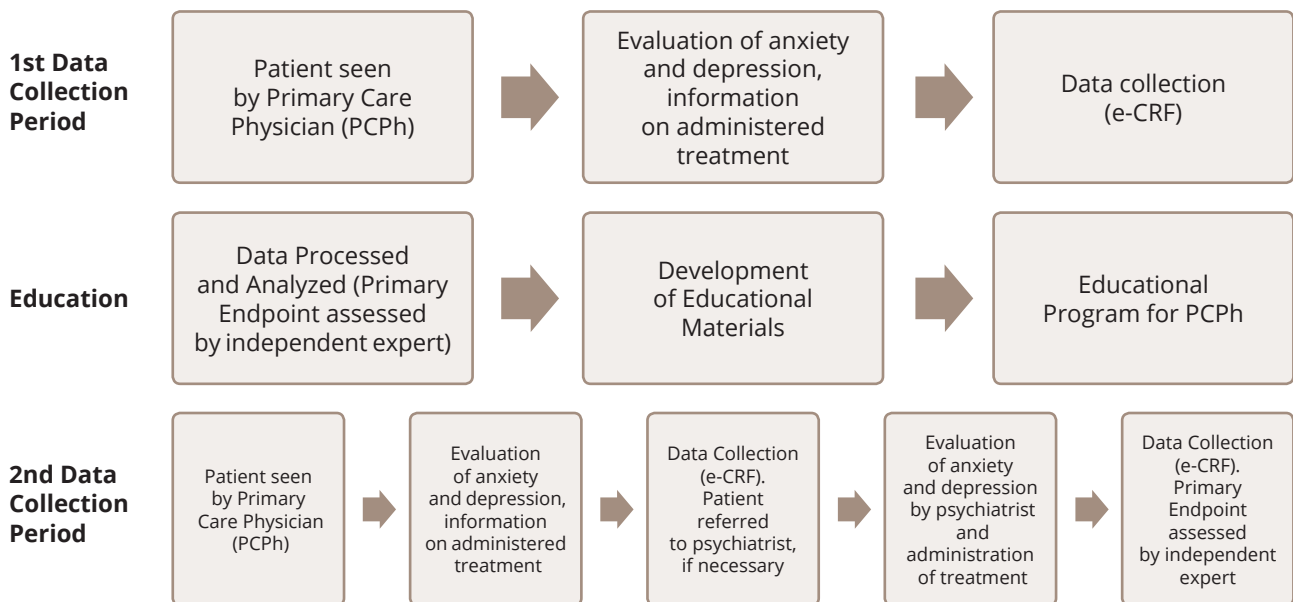 1st Data
Collection
Period
Patient seen
by Primary Care
Physician (PCPh)
Evaluation of anxiety
and depression,
information
on administered
treatment
Data collection
(e-CRF)
Education
Data Processed
and Analyzed (Primary
Endpoint assessed
by independent expert)
Development
of Educational
Materials
Educational
Program for PCPh
2nd Data
Collection
Period
Patient seen
by Primary
Care Physician
(PCPh)
Evaluation
of anxiety
and depression,
information
on administered
treatment
Data Collection
(e-CRF).
Patient
referred
to psychiatrist,
if necessary
Evaluation
of anxiety
and depression
by psychiatrist
and
administration
of treatment
Data Collection
(e-CRF).
Primary
Endpoint
assessed
by independent
expert